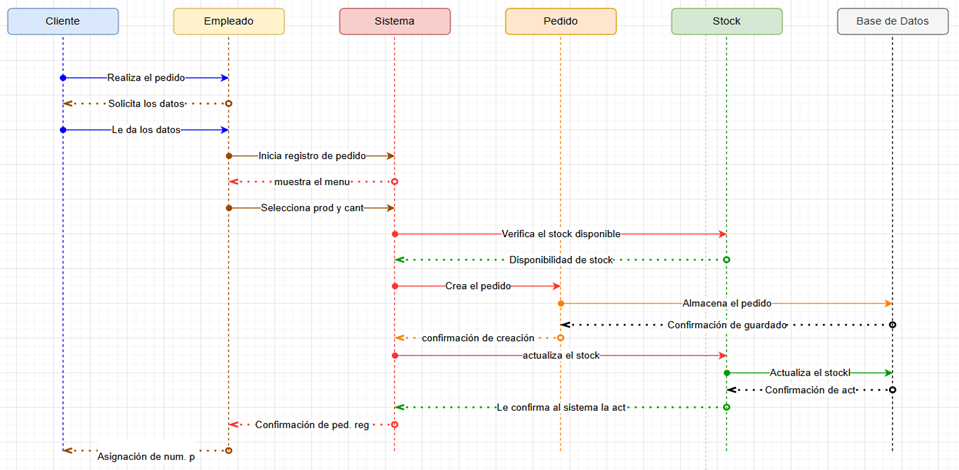 Cliente
Empleado
Sistema
Pedido
Stock
Base de Datos
Realiza el pedido
Solicita los datos
Le da los datos
Inicia registro de pedido
muestra el menu
Selecciona prod y cant
Verifica el stock disponible
Disponibilidad de stock
Crea el pedido
Almacena el pedido
Confirmación de guardado
confirmación de creación
actualiza el stock
Actualiza el stockl
Confirmación de act
Le confirma al sistema la act
Confirmación de ped. reg
Asignación de num. p